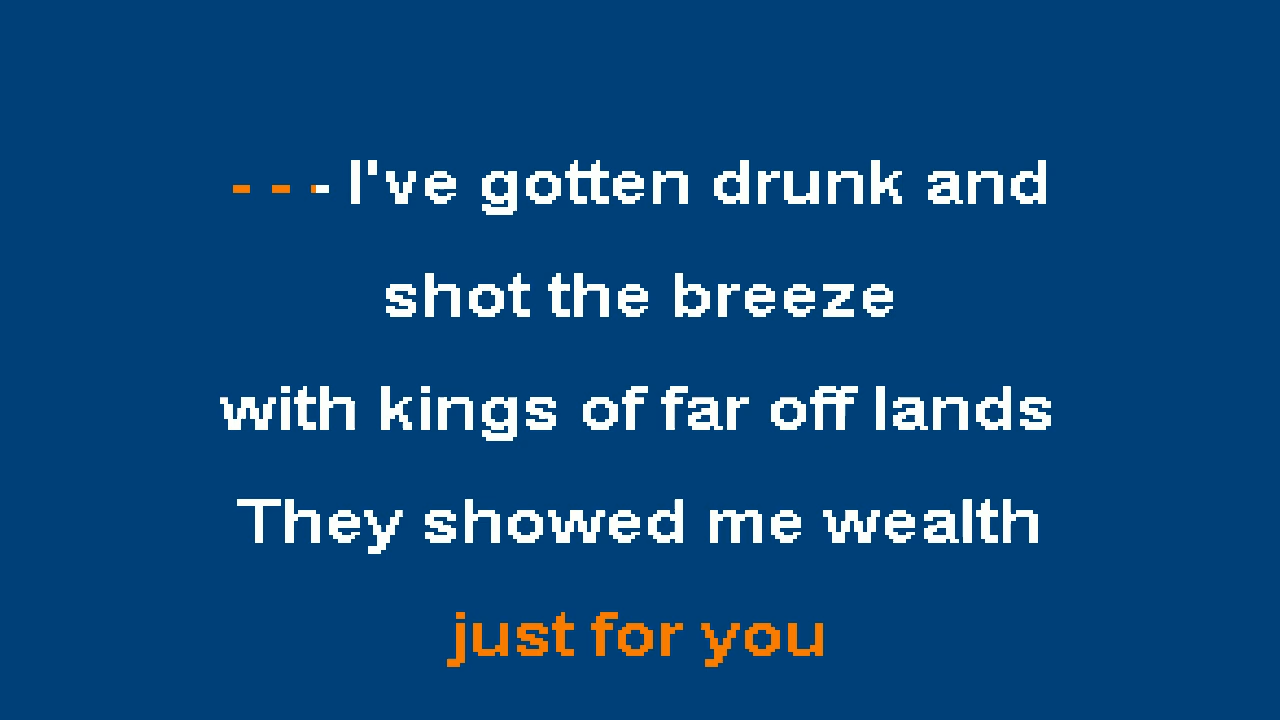 - - - I've gotten drunk and
shot the breeze
with kings of far off lands
They showed me wealth
just for you